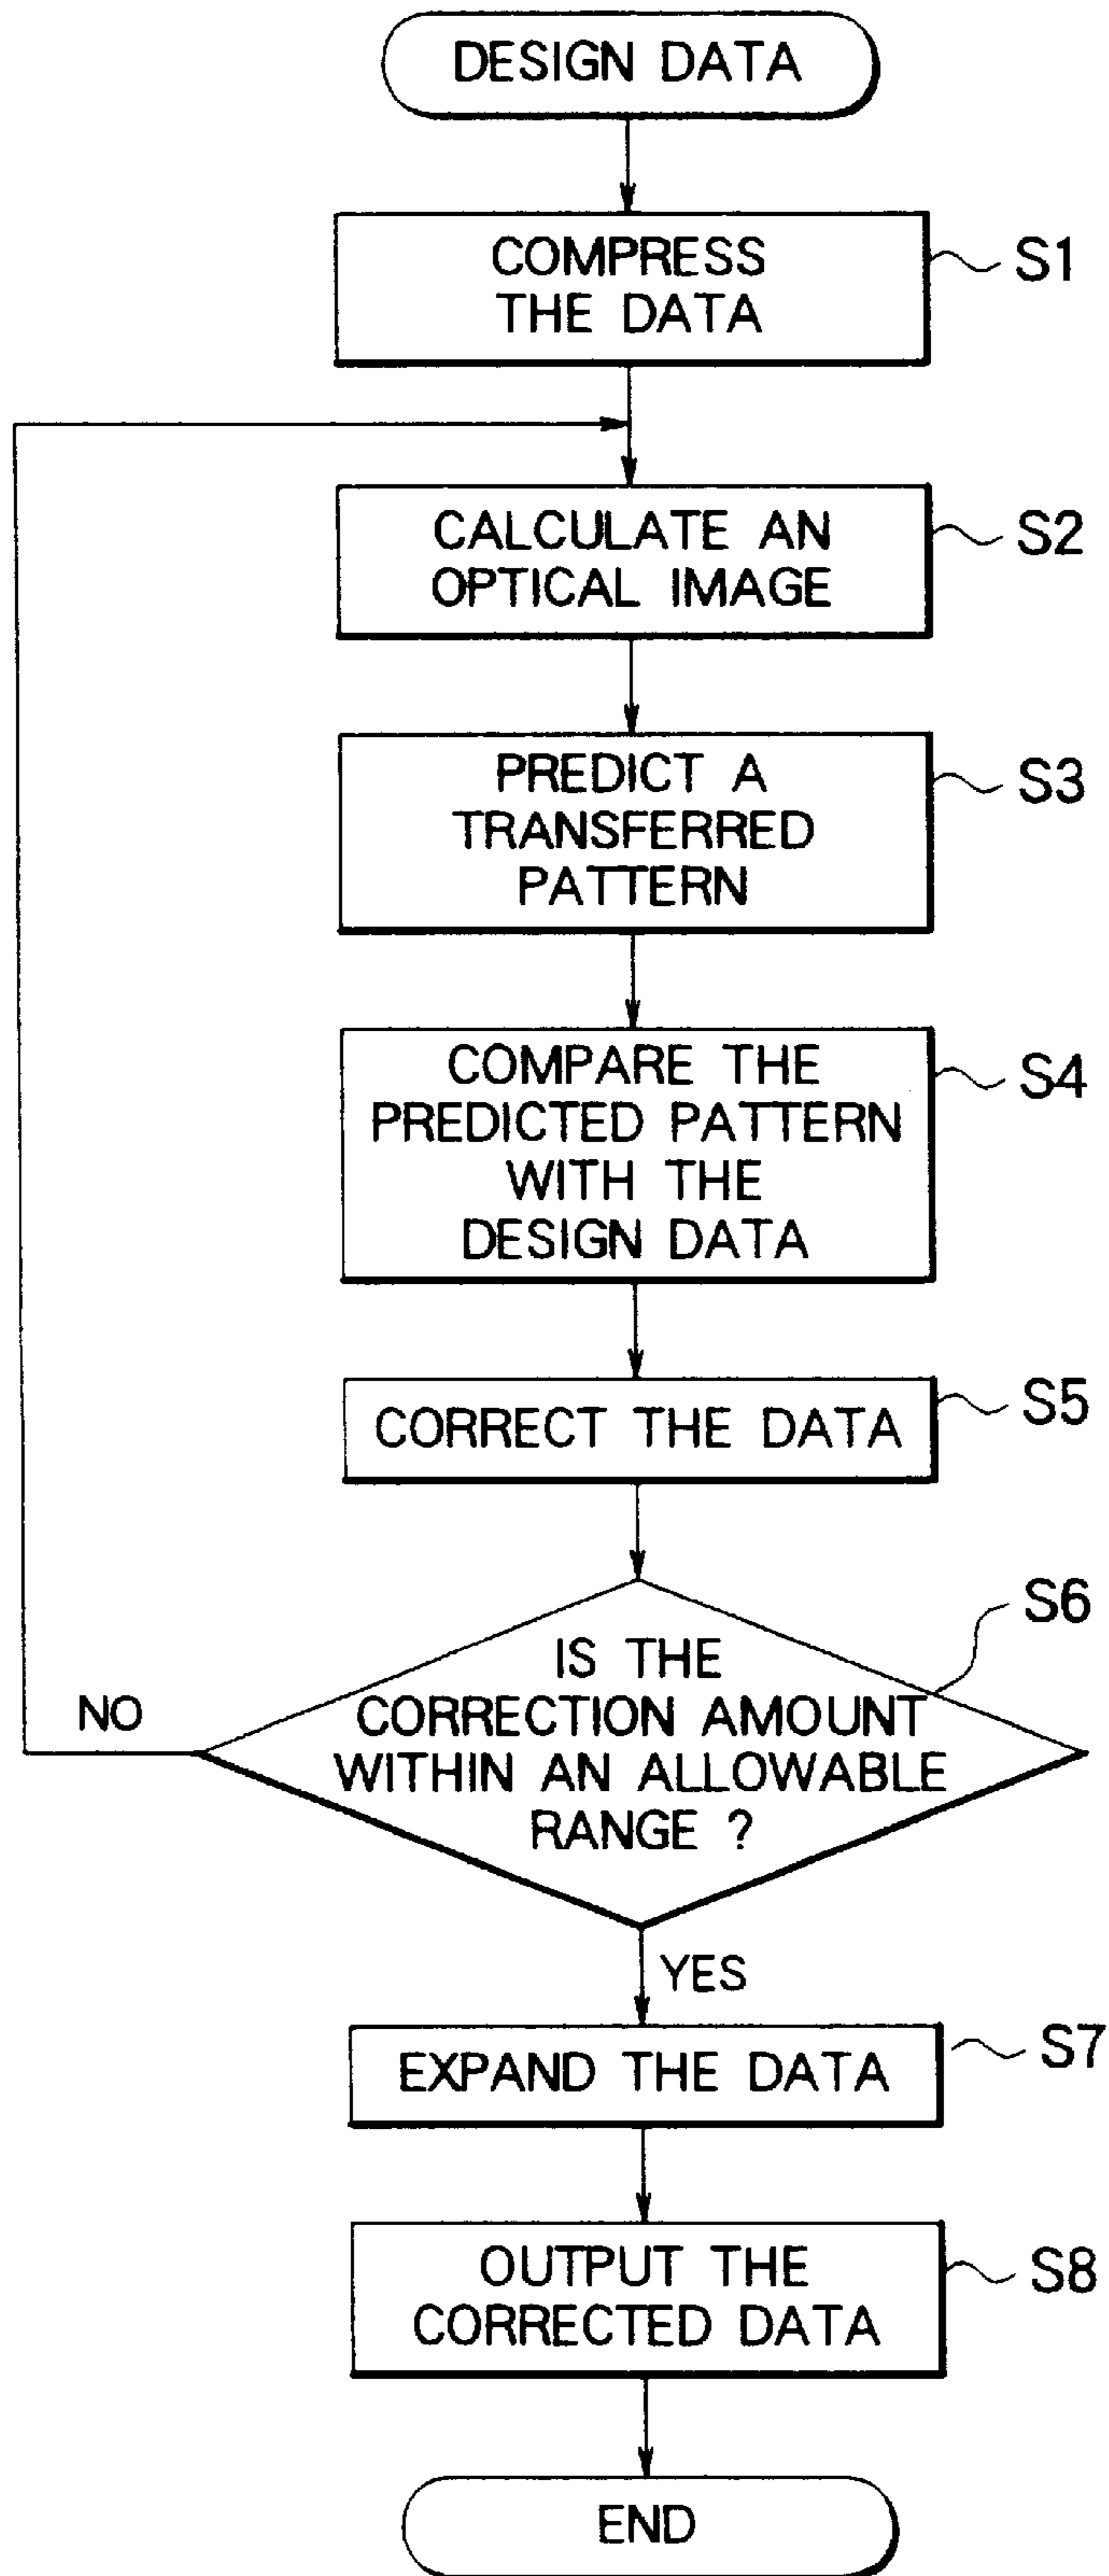 DESIGN DATA
COMPRESS
THE DATA
S1
CALCULATE AN
OPTICAL IMAGE
S2
PREDICT A
TRANSFERRED
PATTERN
S3
COMPARE THE
PREDICTED PATTERN
WITH THE
DESIGN DATA
S4
CORRECT THE DATA
S5
IS THE
CORRECTION AMOUNT
WITHIN AN ALLOWABLE
RANGE ?
S6
NO
YES
EXPAND THE DATA
S7
OUTPUT THE
CORRECTED DATA
S8
END